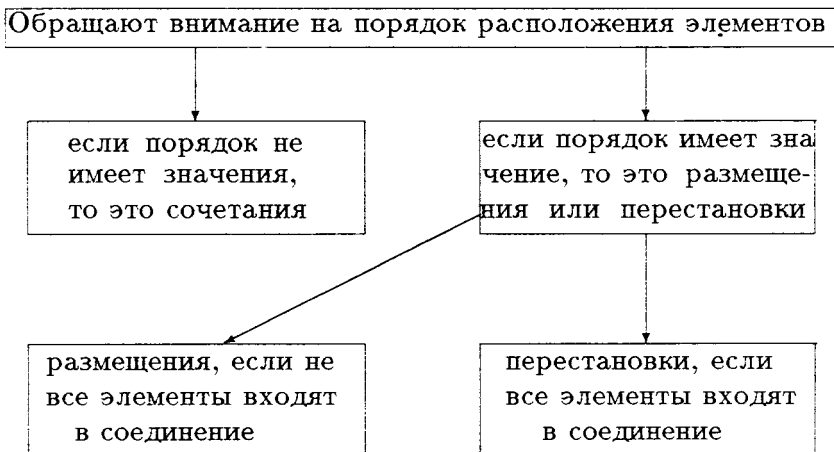 Обращают внимание на порядок расположения элементов
если порядок не
имеет значения,
то это сочетания
если порядок имеет зна
чение, то это размеще-
ния или перестановки
размещения, если не
все элементы входят
в соединение
перестановки, если
все элементы входят
в соединение